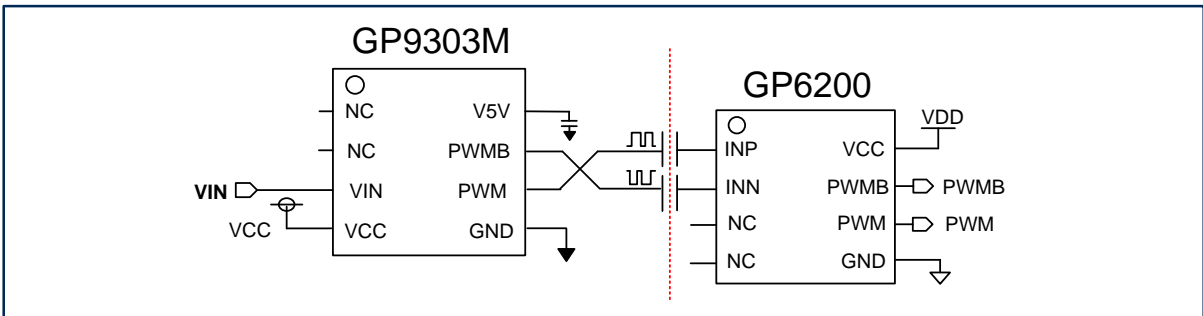 GP9303M
NC
NC
VIN
VCC
V5V
PWMB
PWM
GND
VIN
VCC
GP6200
INP
INN
NC
NC
VCC
PWMB
PWM
GND
VDD
PWMB
PWM